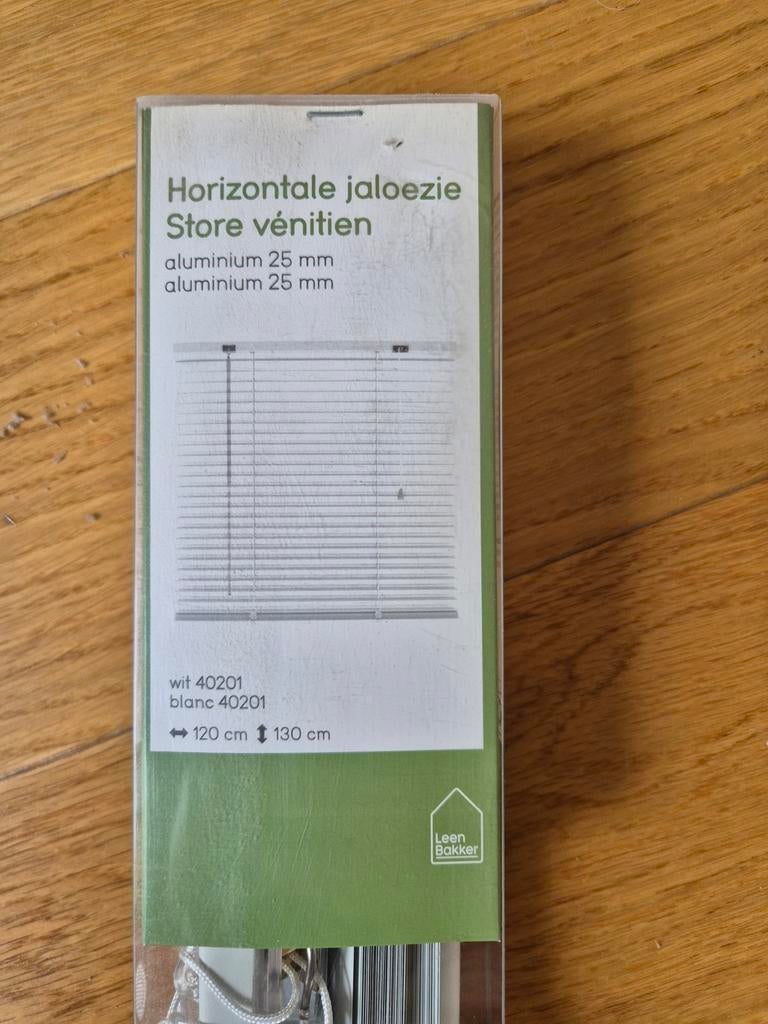 Horizontale jaloezie
Store vénitien
aluminium 25 mm
aluminium 25 mm
wit 40201
blanc 40201
120 cm 130 cm
Leen
Bakker